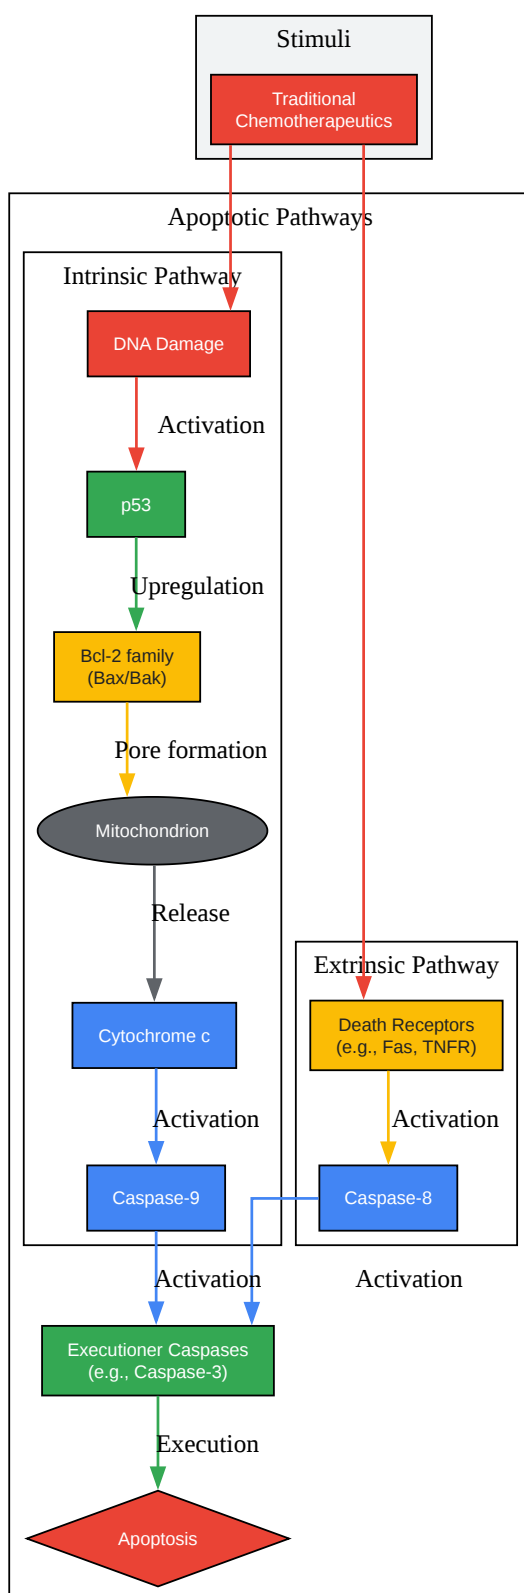 Stimuli
Traditional
Chemotherapeutics
Apoptotic Pathways
Intrinsic Pathway
DNA Damage
Activation
p53
Upregulation
Bcl-2 family
(Bax/Bak)
Pore formation
Mitochondrion
Release
Cytochrome c
Activation
Caspase-9
Extrinsic Pathway
Death Receptors
(e.g., Fas, TNFR)
Activation
Caspase-8
Activation
Activation
Executioner Caspases
(e.g., Caspase-3)
Execution
Apoptosis